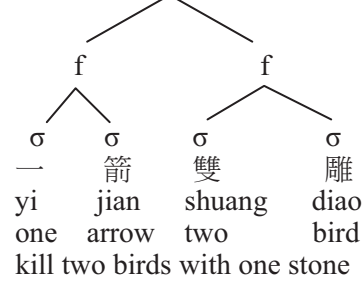 f f
σ σ σ σ
一 箭 雙 雕
yi jian shuang diao
one arrow two bird
kill two birds with one stone